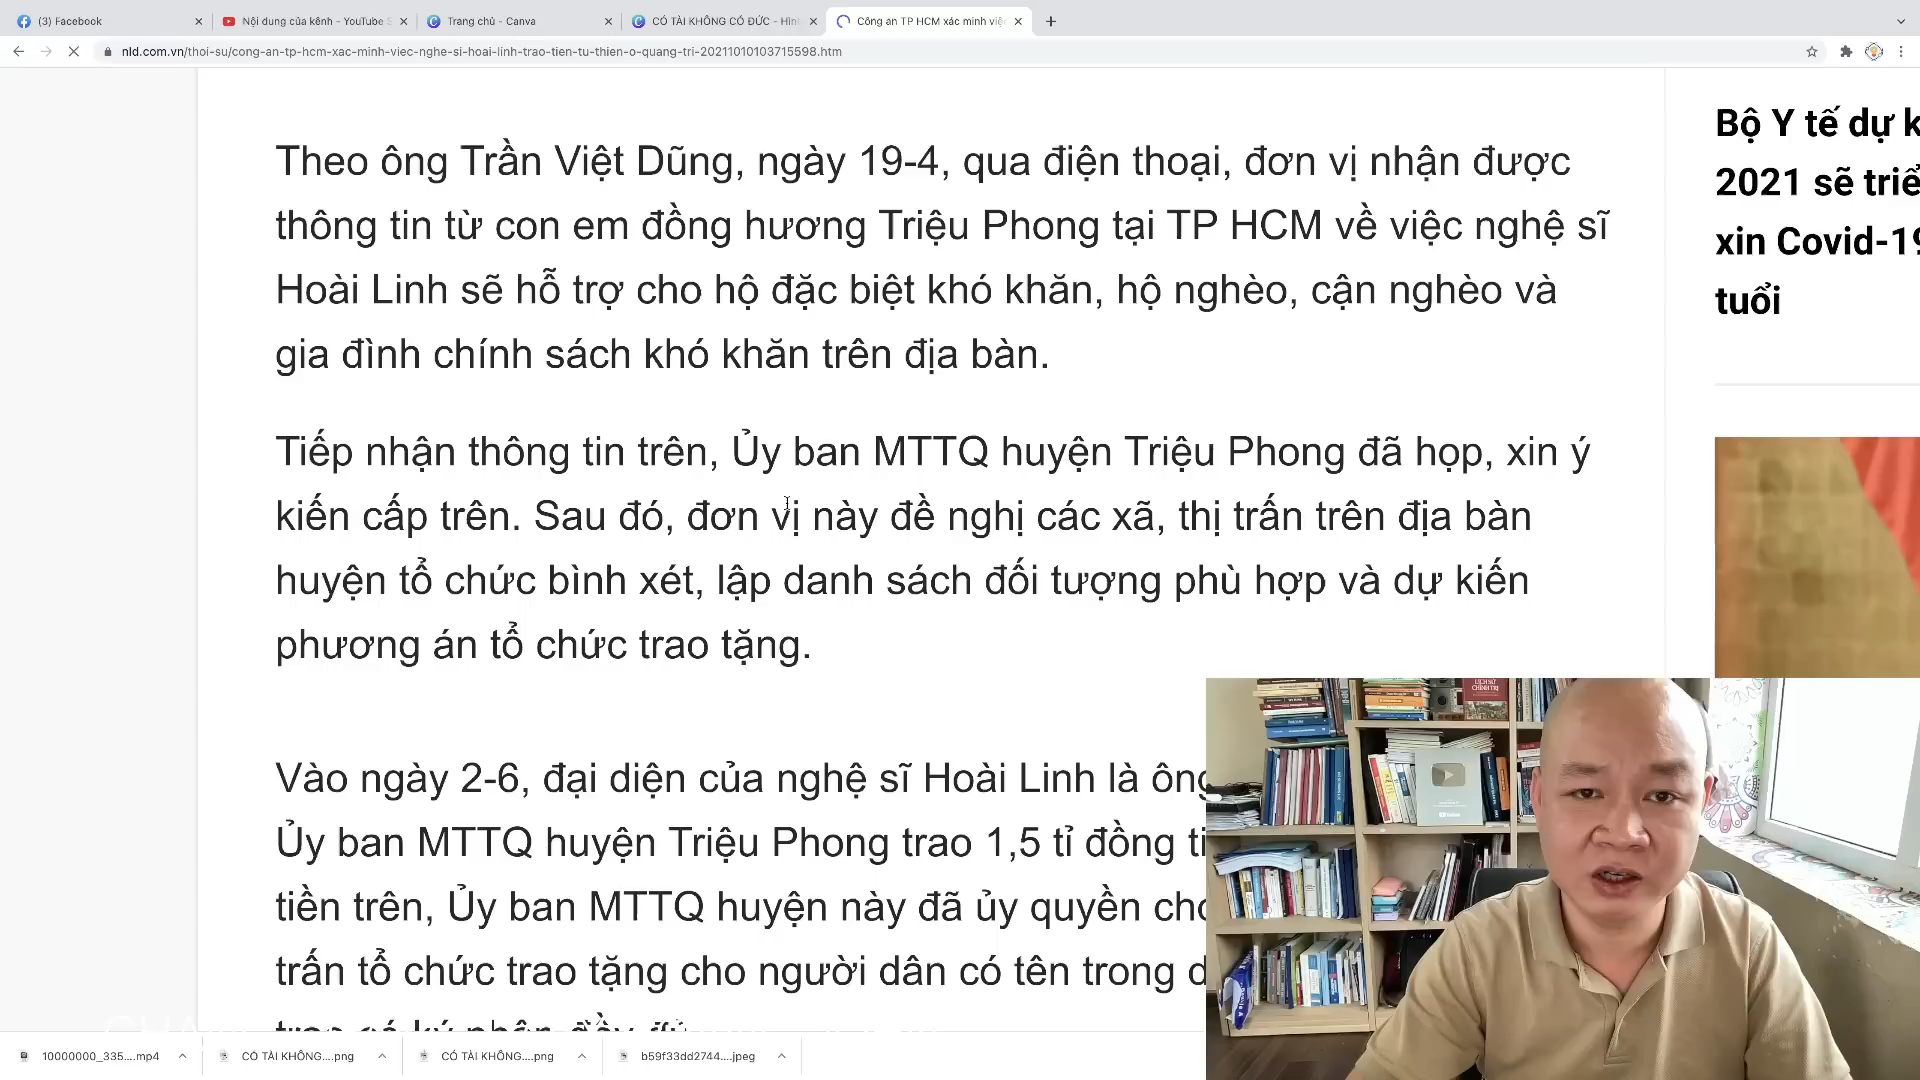 (3) Facebook
Nội dung của kênh - YouTube S
Trang chủ - Canva
CÓ TÀI KHÔNG CÓ ĐỨC - Hìn
Công an TP HCM xác minh việc
nld.com.vn/thoi-su/cong-an-tp-hcm-xac-minh-viec-nghe-si-hoai-linh-trao-tien-tu-thien-o-quang-tri-20211010103715598.htm
Theo ông Trần Việt Dũng, ngày 19-4, qua điện thoại, đơn vị nhận được
thông tin từ con em đồng hương Triệu Phong tại TP HCM về việc nghệ sĩ
Hoài Linh sẽ hỗ trợ cho hộ đặc biệt khó khăn, hộ nghèo, cận nghèo và
gia đình chính sách khó khăn trên địa bàn.
Tiếp nhận thông tin trên, Ủy ban MTTQ huyện Triệu Phong đã họp, xin ý
kiến cấp trên. Sau đó, đơn vị này đề nghị các xã, thị trấn trên địa bàn
huyện tổ chức bình xét, lập danh sách đối tượng phù hợp và dự kiến
phương án tổ chức trao tặng.
Vào ngày 2-6, đại diện của nghệ sĩ Hoài Linh là ông
Ủy ban MTTQ huyện Triệu Phong trao 1,5 tỉ đồng ti
tiền trên, Ủy ban MTTQ huyện này đã ủy quyền cho
trấn tổ chức trao tặng cho người dân có tên trong d
Bộ Y tế dự k
2021 sẽ triể
xin Covid-19
tuổi
LỊCH SỬ
CHÍNH TRỊ
10000000_335....mp4
CÓ TÀI KHÔNG....png
CÓ TÀI KHÔNG....png
b59f33dd2744....jpeg